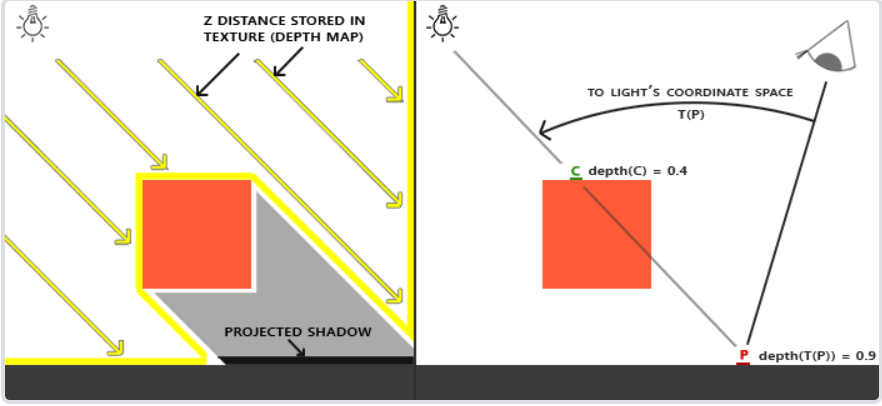 Z DISTANCE STORED IN
TEXTURE (DEPTH MAP)
PROJECTED SHADOW
TO LIGHT'S COORDINATE SPACE
T(P)
C depth(C) = 0.4
P depth(T(P)) = 0.9